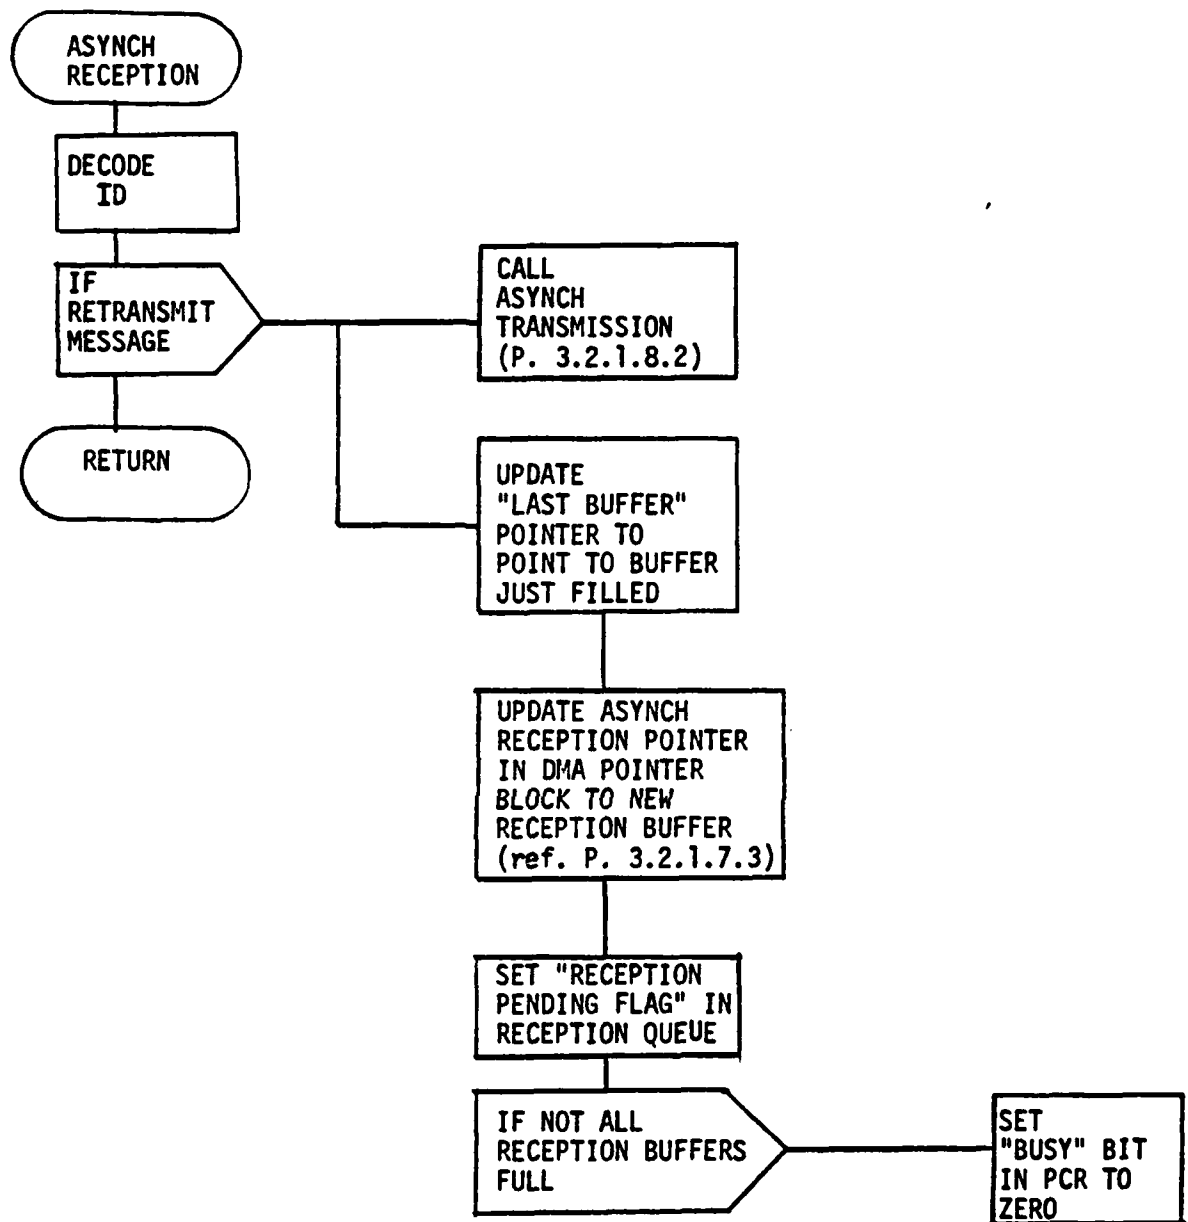 ASYNCH
RECEPTION
DECODE
ID
IF
RETRANSMIT
MESSAGE
RETURN
CALL
ASYNCH
TRANSMISSION
(P. 3.2.1.8.2)
UPDATE
"LAST BUFFER"
POINTER TO
POINT TO BUFFER
JUST FILLED
UPDATE ASYNCH
RECEPTION POINTER
IN DMA POINTER
BLOCK TO NEW
RECEPTION BUFFER
(ref. P. 3.2.1.7.3)
SET "RECEPTION
PENDING FLAG" IN
RECEPTION QUEUE
IF NOT ALL
RECEPTION BUFFERS
FULL
SET
"BUSY" BIT
IN PCR TO
ZERO